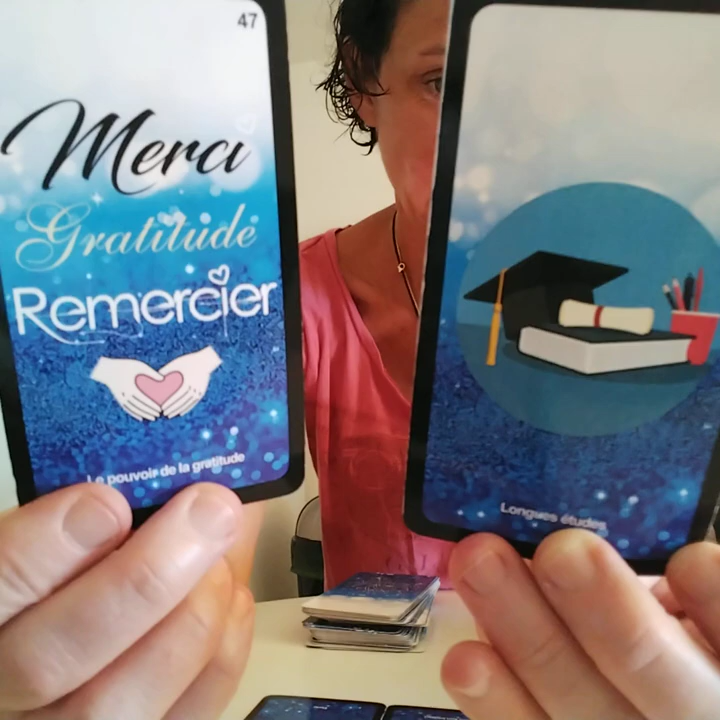 47
Merci
Gratitude
Remercier
Le pouvoir de la gratitude
Longues études